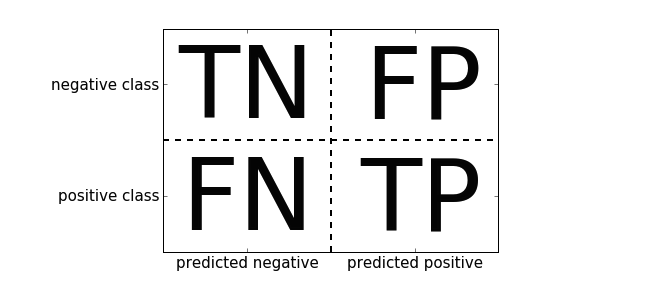 negative class TN FP
positive class FN TP
predicted negative predicted positive